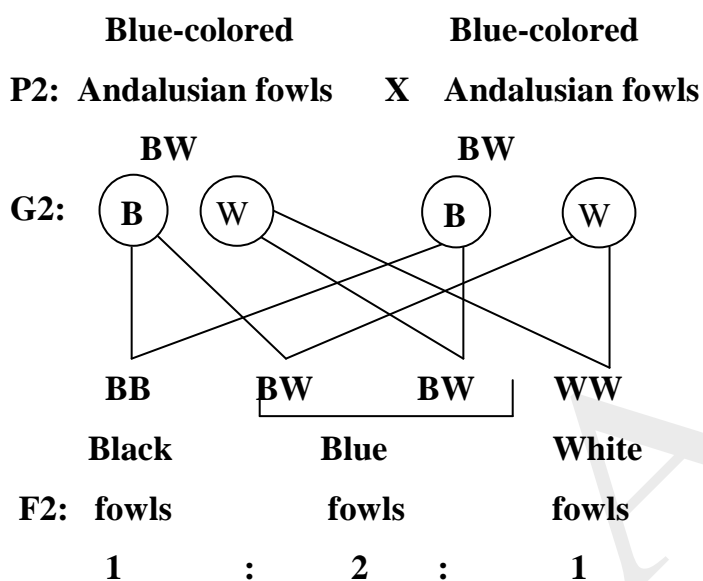 Blue-colored Blue-colored
P2: Andalusian fowls X Andalusian fowls
BW BW
G2: B W B W
BB BW BW WW
Black Blue White
F2: fowls fowls fowls
1 : 2 : 1